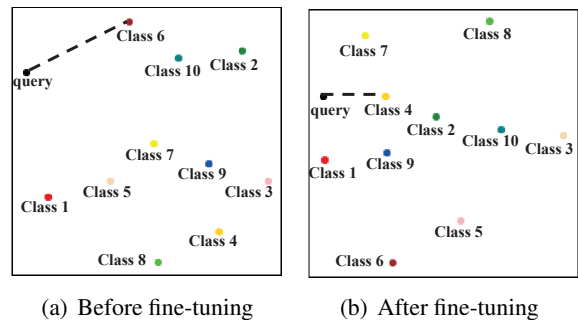 Class 6
Class 10
Class 2
query
Class 7
Class 9
Class 5
Class 3
Class 1
Class 4
Class 8
(a) Before fine-tuning
Class 8
Class 7
query
Class 4
Class 2
Class 10
Class 3
Class 1
Class 9
Class 5
Class 6
(b) After fine-tuning